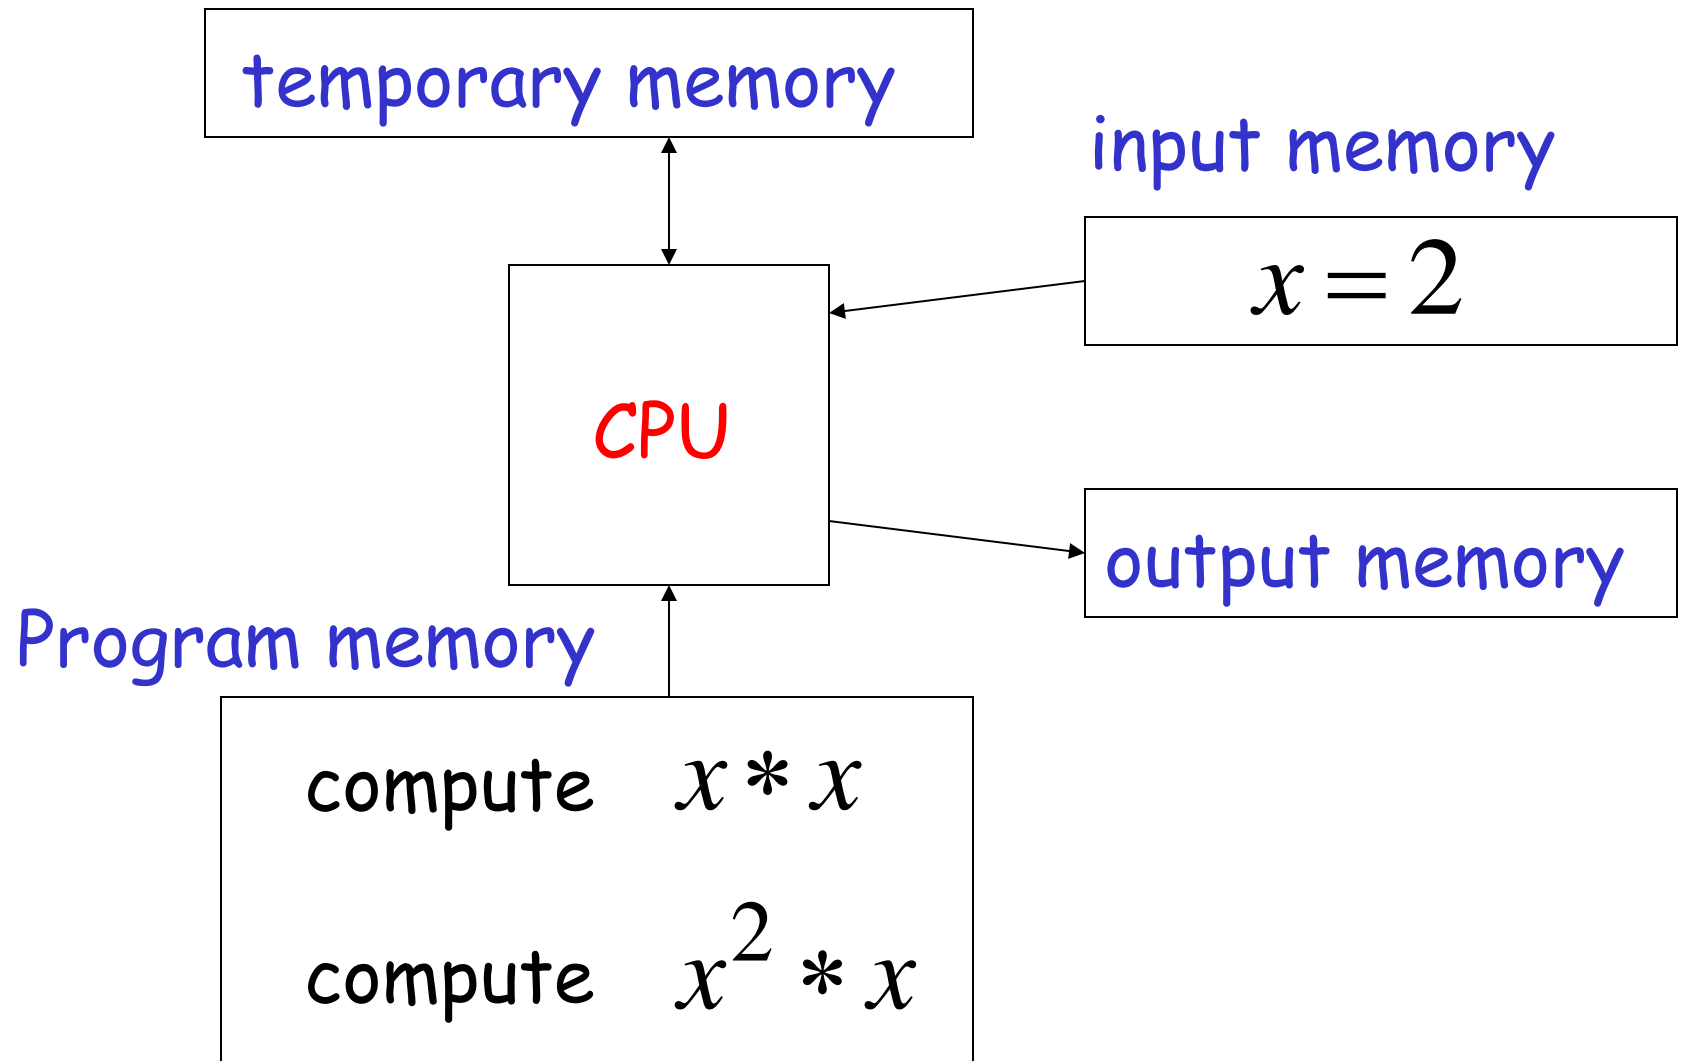 temporary memory
input memory
x = 2
CPU
output memory
Program memory
compute x * x
compute x² * x